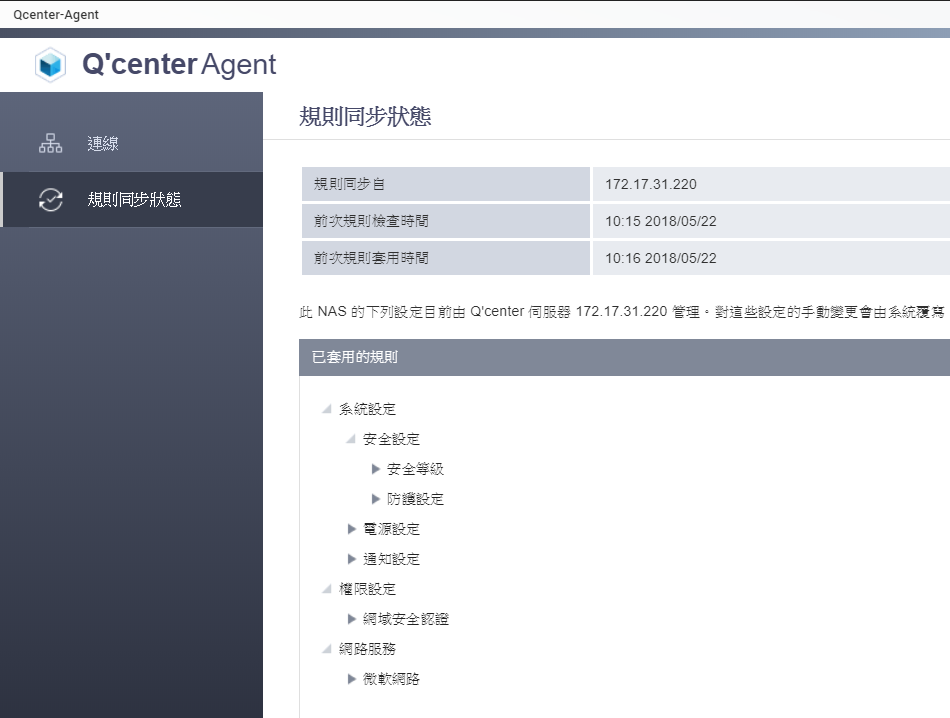 Qcenter-Agent
Q'center Agent
連線
規則同步狀態
規則同步狀態
規則同步自 172.17.31.220
前次規則檢查時間 10:15 2018/05/22
前次規則套用時間 10:16 2018/05/22
此 NAS 的下列設定目前由 Q'center 伺服器 172.17.31.220 管理。對這些設定的手動變更會由系統覆寫
已套用的規則
系統設定
安全設定
安全等級
防護設定
電源設定
通知設定
權限設定
網域安全認證
網路服務
微軟網路